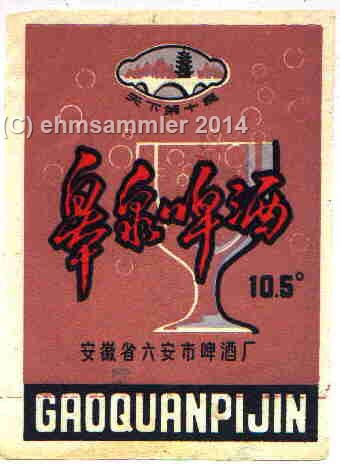 天下第十泉
(C) ehmsammler 2014
皋泉啤酒
10.5°
安徽省六安市啤酒厂
GAOQUANPIJIN